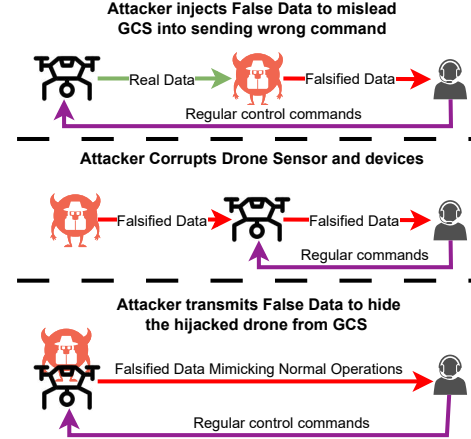 Attacker injects False Data to mislead
GCS into sending wrong command
Real Data
Falsified Data
Regular control commands
Attacker Corrupts Drone Sensor and devices
Falsified Data
Falsified Data
Regular commands
Attacker transmits False Data to hide
the hijacked drone from GCS
Falsified Data Mimicking Normal Operations
Regular control commands